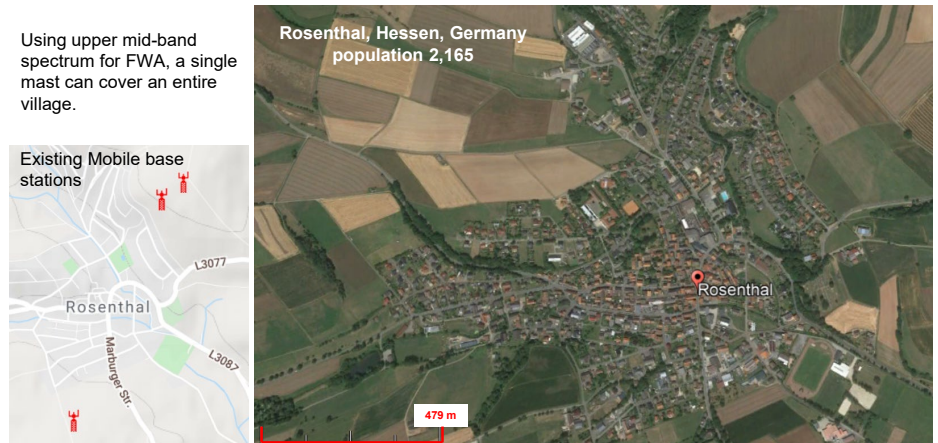 Using upper mid-band
spectrum for FWA, a single
mast can cover an entire
village.
Existing Mobile base
stations
L3077
Rosenthal
L3087
Marburger Str.
Rosenthal, Hessen, Germany
population 2,165
Rosenthal
479 m